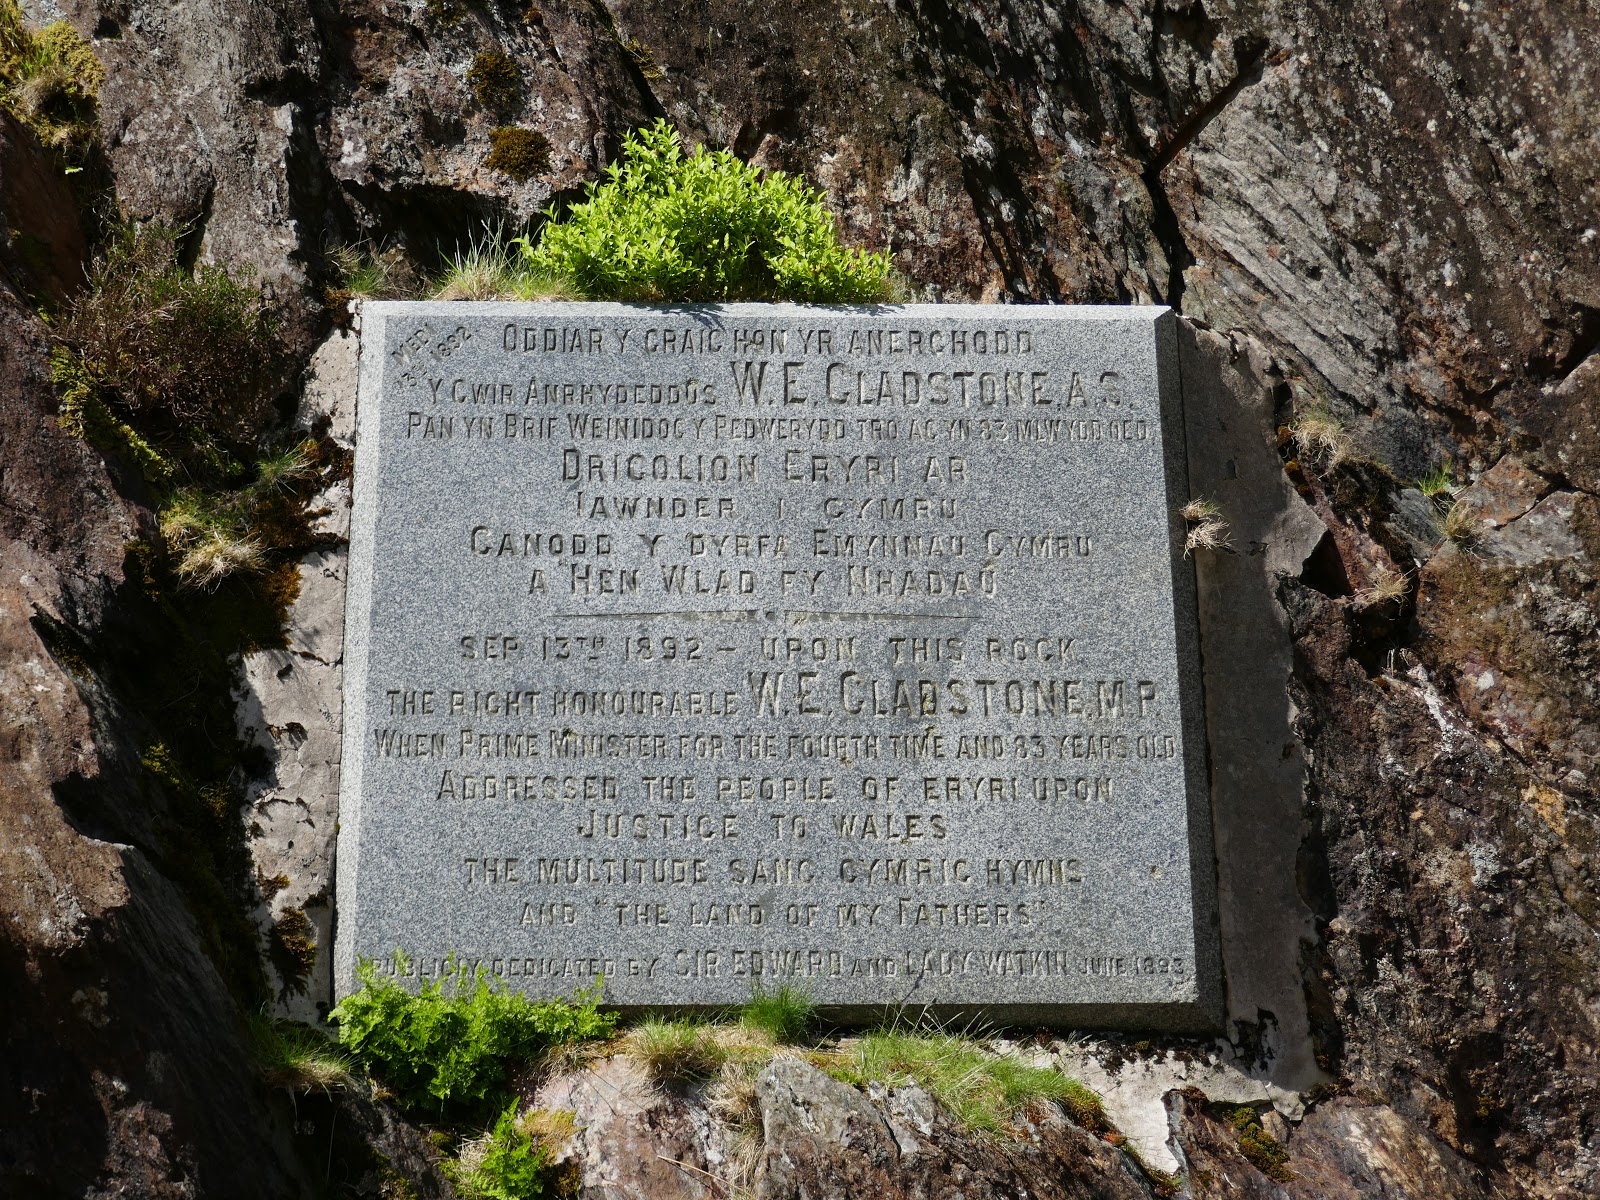 MEDI
13 1892
ODDIAR Y GRAIG HON YR ANERCHODD
Y GWIR ANRHYDEDDUS W. E. GLADSTONE, A. S.
PAN YN BRIF WEINIDOG Y PEDWERYDD TRO AC YN 83 MLWYDD OED
DRIGOLION ERYRI AR
IAWNDER I GYMRU
CANODD Y DYRFA EMYNNAU CYMRU
A "HEN WLAD FY NHADAU
SEP 13TH 1892. – UPON THIS ROCK
THE RIGHT HONOURABLE W. E. GLADSTONE, M.P.
WHEN PRIME MINISTER FOR THE FOURTH TIME AND 83 YEARS OLD
ADDRESSED THE PEOPLE OF ERYRI UPON
JUSTICE TO WALES
THE MULTITUDE SANG CYMRIC HYMNS
AND "THE LAND OF MY FATHERS"
PUBLICLY DEDICATED BY SIR EDWARD AND LADY WATKIN JUNE 1893